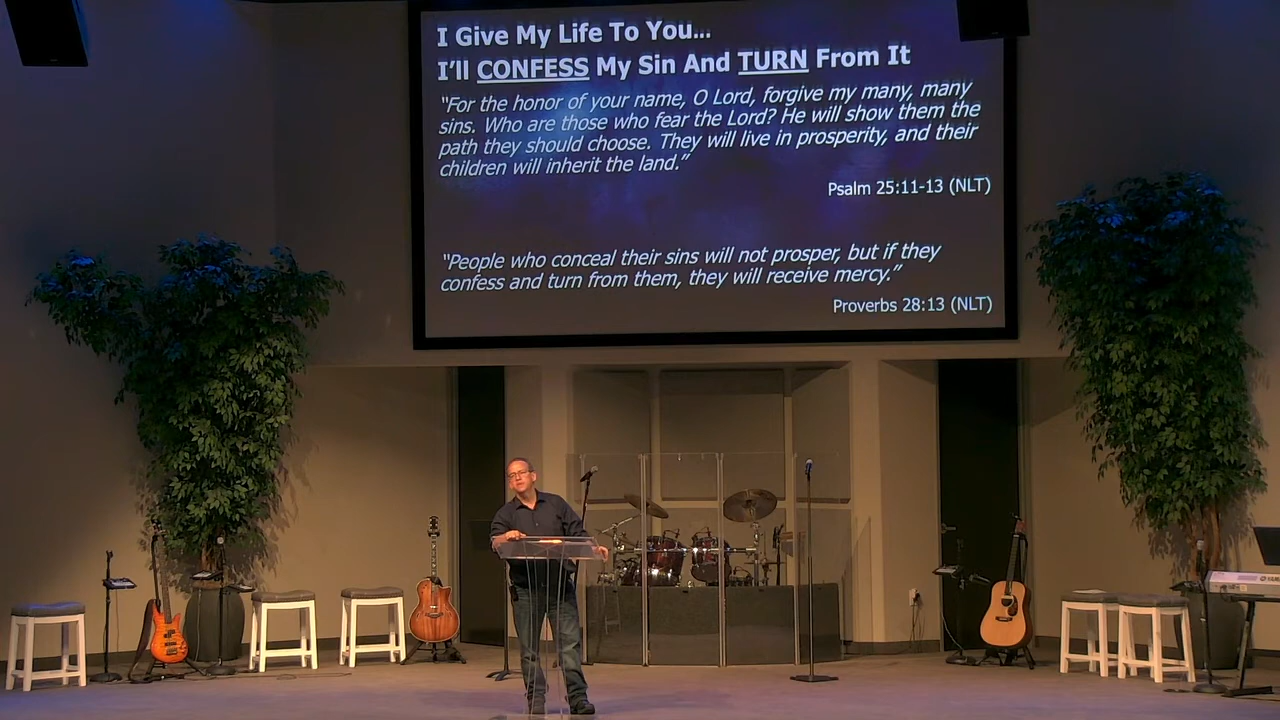 I Give My Life To You...
I'll CONFESS My Sin And TURN From It
"For the honor of your name, O Lord, forgive my many, many
sins. Who are those who fear the Lord? He will show them the
path they should choose. They will live in prosperity, and their
children will inherit the land."
Psalm 25:11-13 (NLT)
"People who conceal their sins will not prosper, but if they
confess and turn from them, they will receive mercy."
Proverbs 28:13 (NLT)